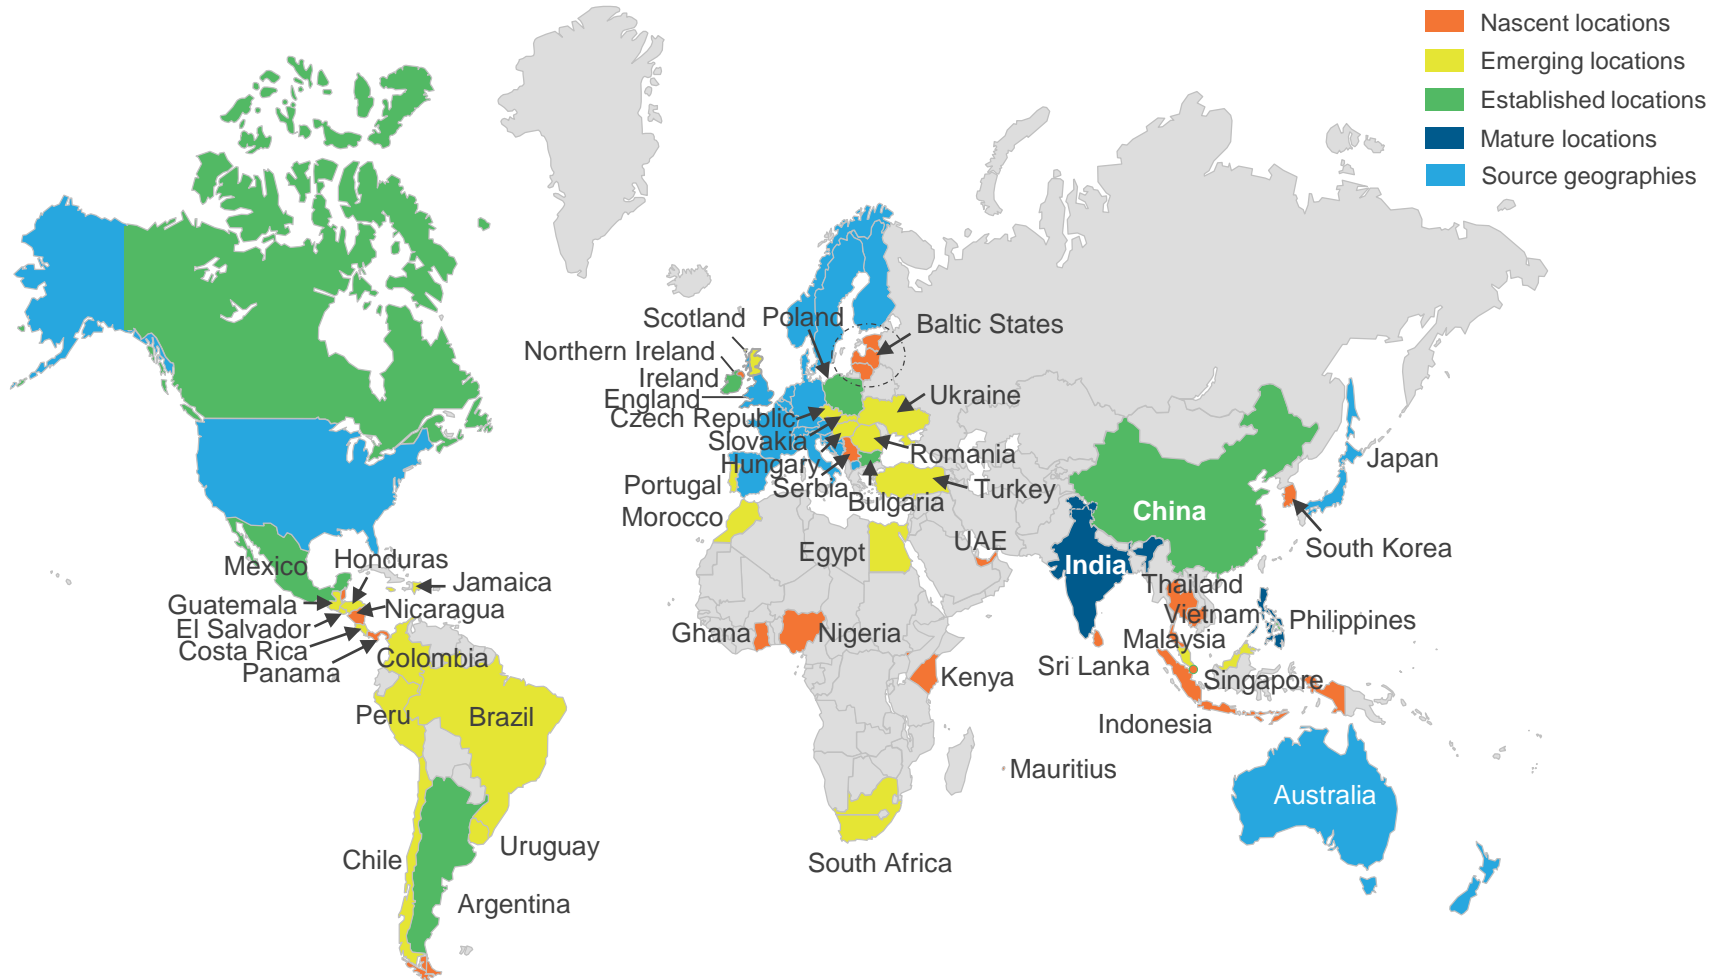 Nascent locations
Emerging locations
Established locations
Mature locations
Source geographies
Scotland
Poland
Baltic States
Northern Ireland
Ireland
England
Czech Republic
Ukraine
Slovakia
Hungary
Romania
Serbia
Bulgaria
Turkey
Portugal
Morocco
Egypt
UAE
Japan
China
South Korea
India
Thailand
Vietnam
Philippines
Malaysia
Sri Lanka
Singapore
Indonesia
Mexico
Honduras
Jamaica
Guatemala
Nicaragua
El Salvador
Costa Rica
Panama
Colombia
Ghana
Nigeria
Kenya
Peru
Brazil
Mauritius
Australia
Chile
Uruguay
South Africa
Argentina